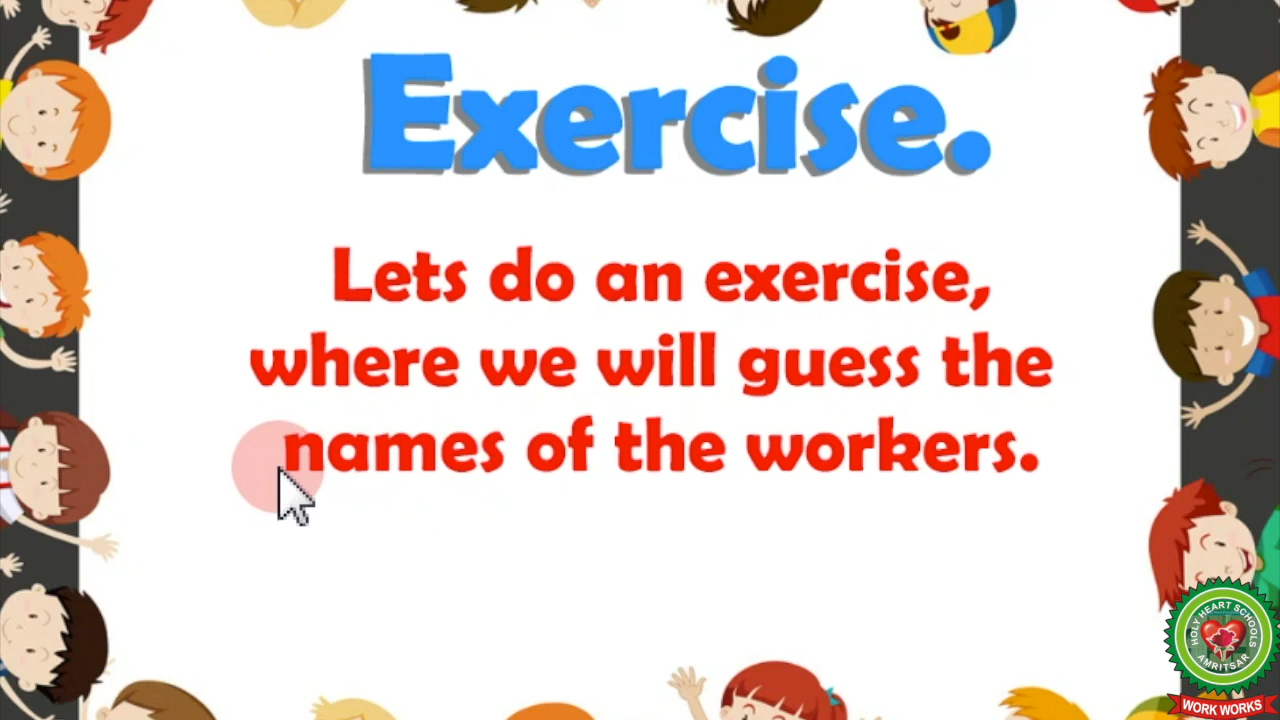 Exercise.
Lets do an exercise,
where we will guess the
names of the workers.
HOLY HEART SCHOOLS
AMRITSAR
WORK WORKS